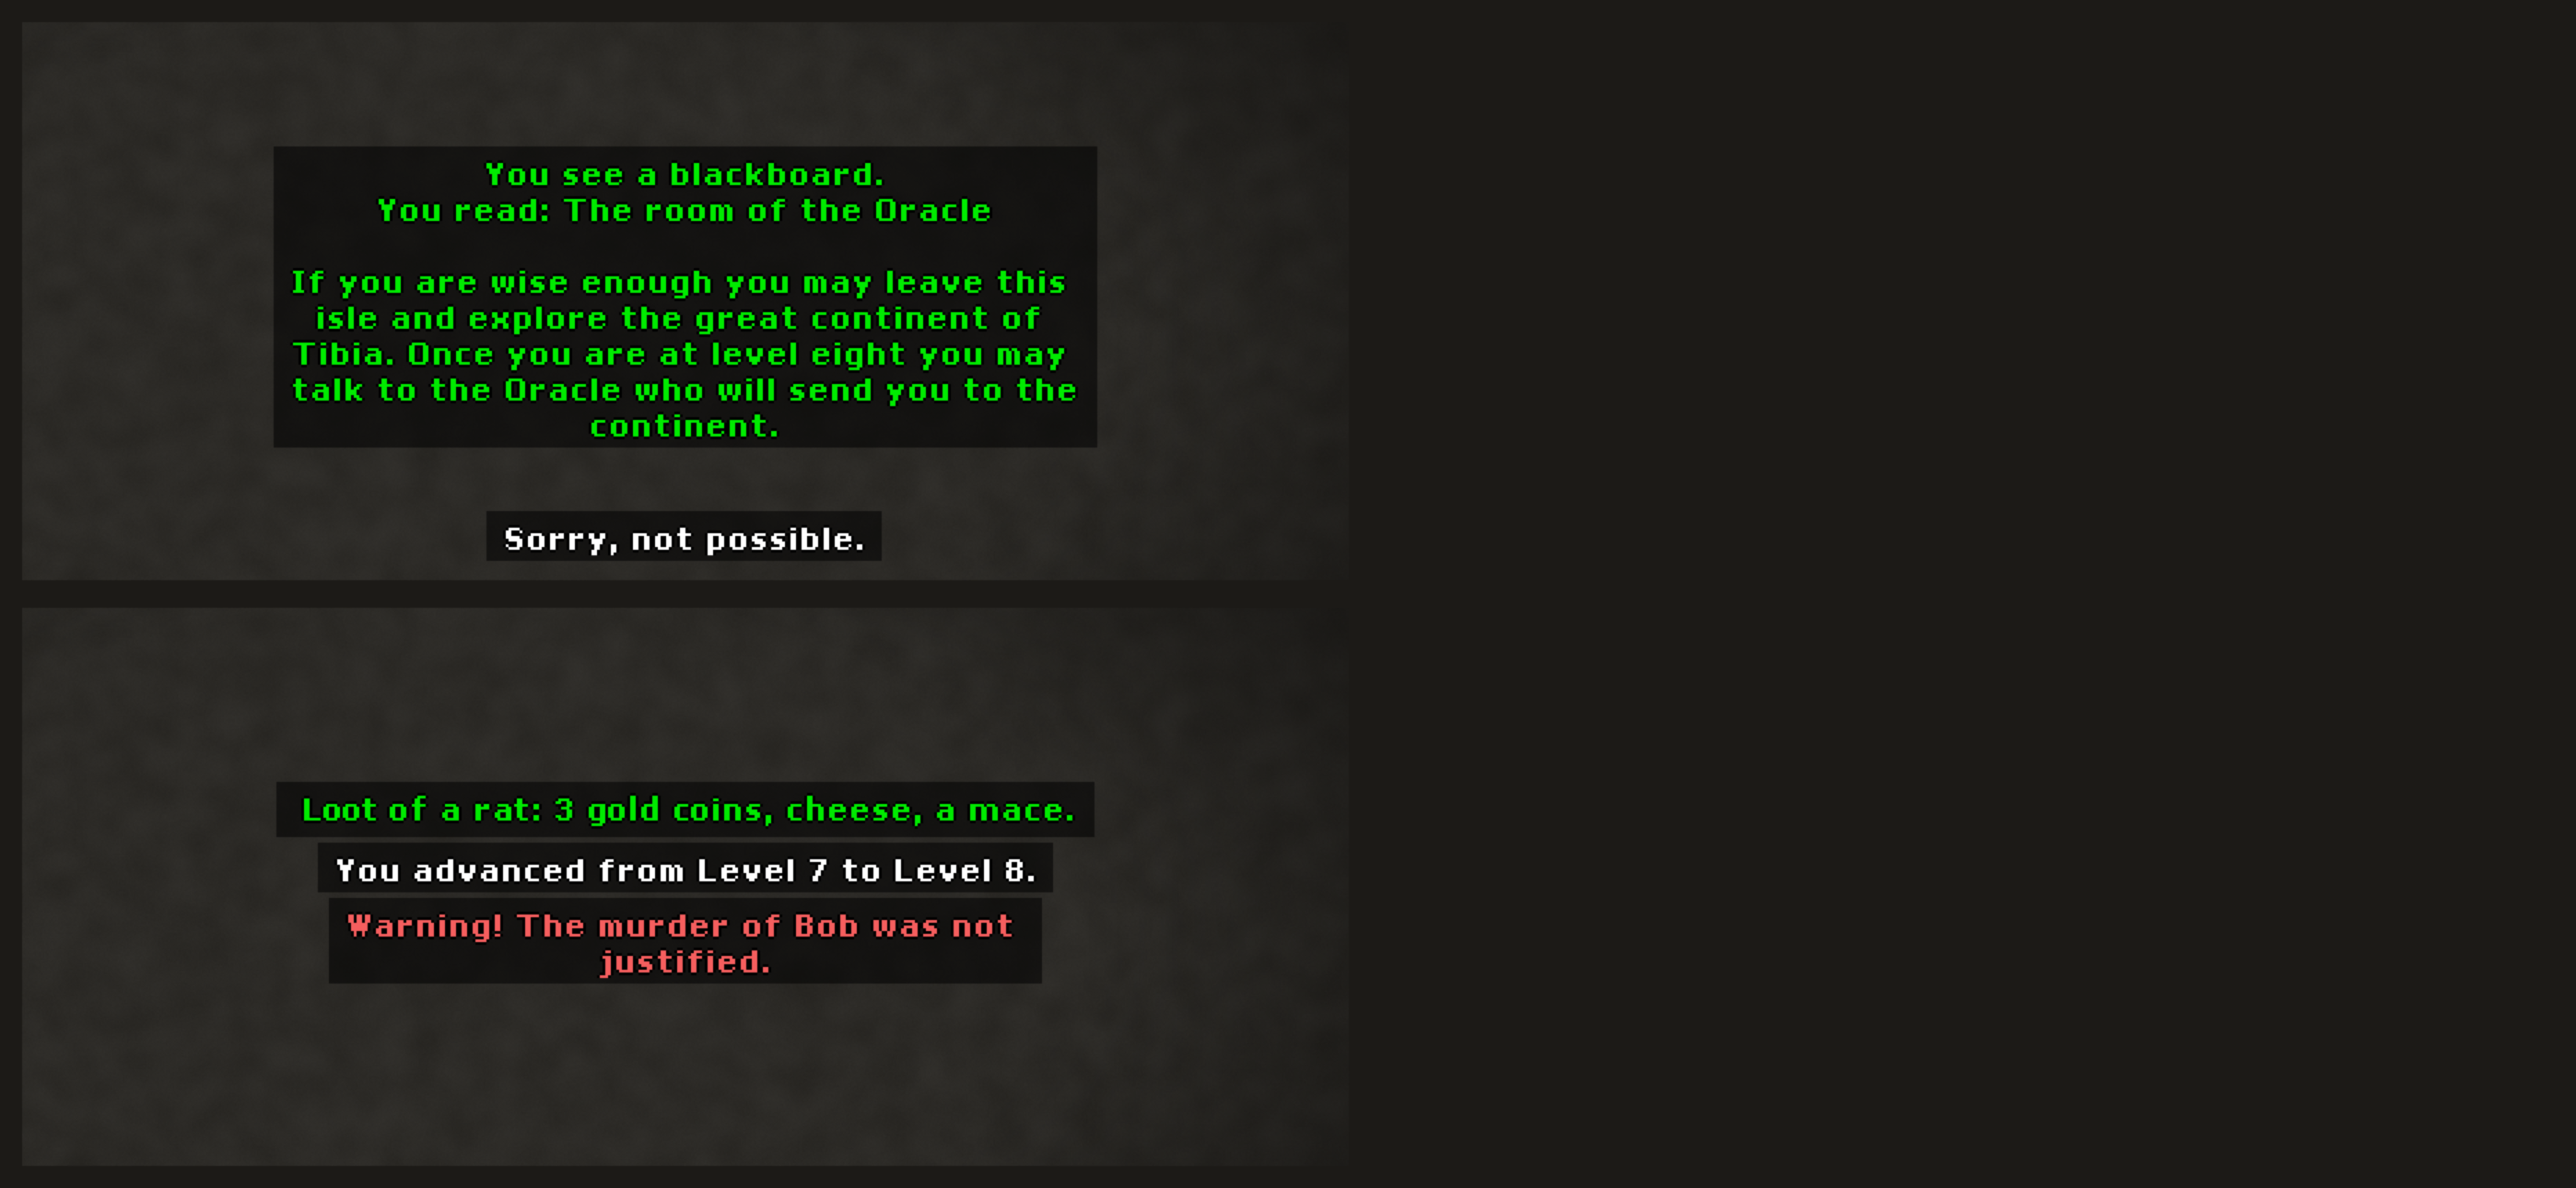 You see a blackboard.
You read: The room of the Oracle
If you are wise enough you may leave this
isle and explore the great continent of
Tibia. Once you are at level eight you may
talk to the Oracle who will send you to the
continent.
Sorry, not possible.
Loot of a rat: 3 gold coins, cheese, a mace.
You advanced from Level 7 to Level 8.
Warning! The murder of Bob was not
justified.